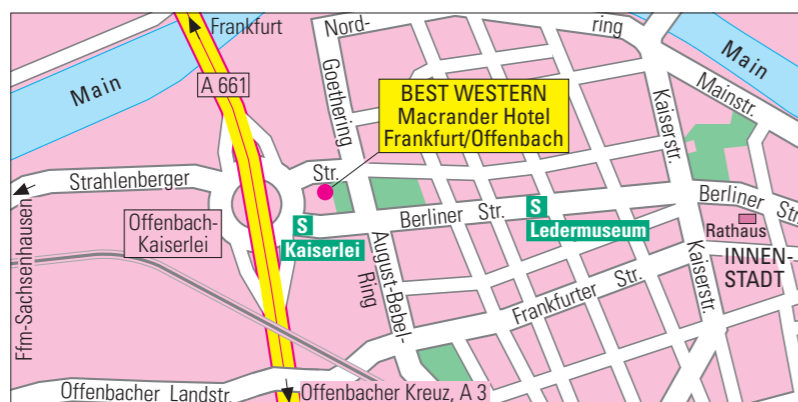 Frankfurt
Nord-
ring
Main
A 661
Goethering
BEST WESTERN
Macrander Hotel
Frankfurt/Offenbach
Kaiserstr.
Mainstr.
Main
Strahlenberger
Str.
Offenbach-
Kaiserlei
S
Kaiserlei
Berliner Str.
S
Ledermuseum
Berliner Str.
Rathaus
INNEN-
STADT
Ffm-Sachsenhausen
August-Bebel-
Ring
Frankfurter Str.
Kaiserstr.
Offenbacher Landstr.
Offenbacher Kreuz, A 3